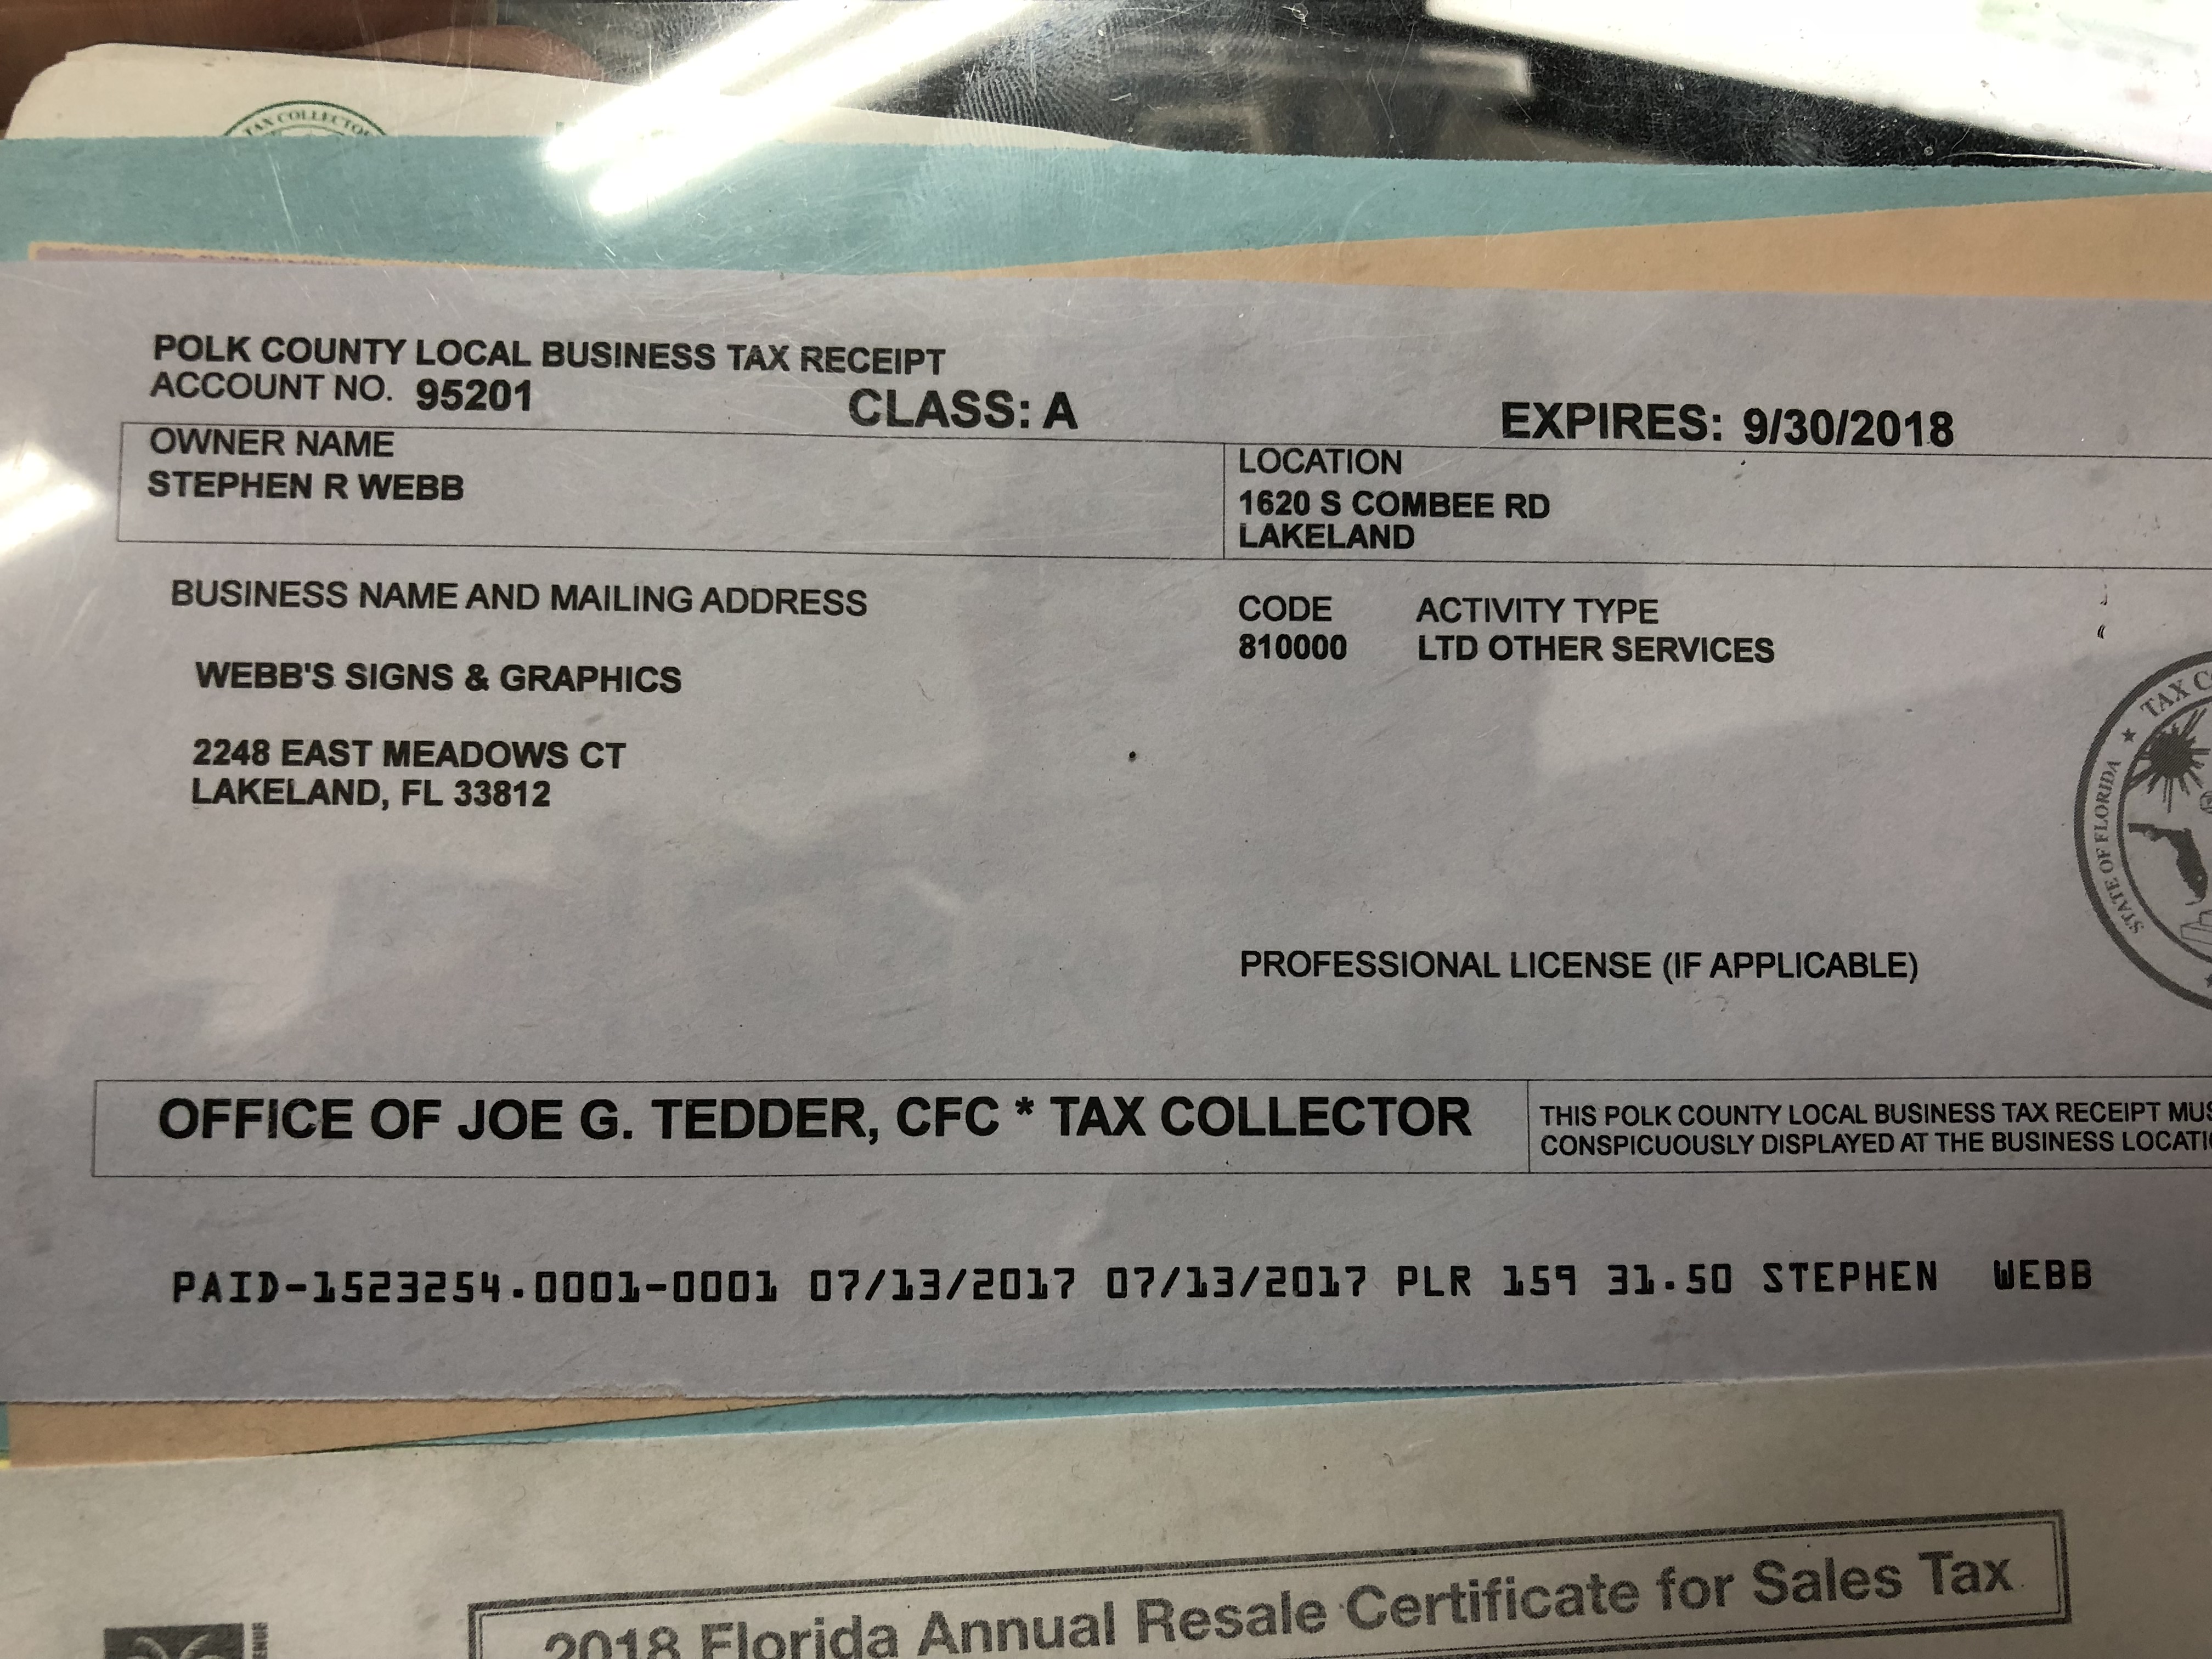 TAX COLLECTOR
POLK COUNTY LOCAL BUSINESS TAX RECEIPT
ACCOUNT NO. 95201
CLASS: A
EXPIRES: 9/30/2018
OWNER NAME
STEPHEN R WEBB
LOCATION
1620 S COMBEE RD
LAKELAND
BUSINESS NAME AND MAILING ADDRESS
WEBB'S SIGNS & GRAPHICS
2248 EAST MEADOWS CT
LAKELAND, FL 33812
CODE ACTIVITY TYPE
810000 LTD OTHER SERVICES
TAX
STATE OF FLORIDA
PROFESSIONAL LICENSE (IF APPLICABLE)
OFFICE OF JOE G. TEDDER, CFC * TAX COLLECTOR
THIS POLK COUNTY LOCAL BUSINESS TAX RECEIPT
CONSPICUOUSLY DISPLAYED AT THE BUSINESS
PAID-1523254.0001-0001 07/13/2017 07/13/2017 PLR 159 31.50 STEPHEN WEBB
2018 Florida Annual Resale Certificate for Sales Tax